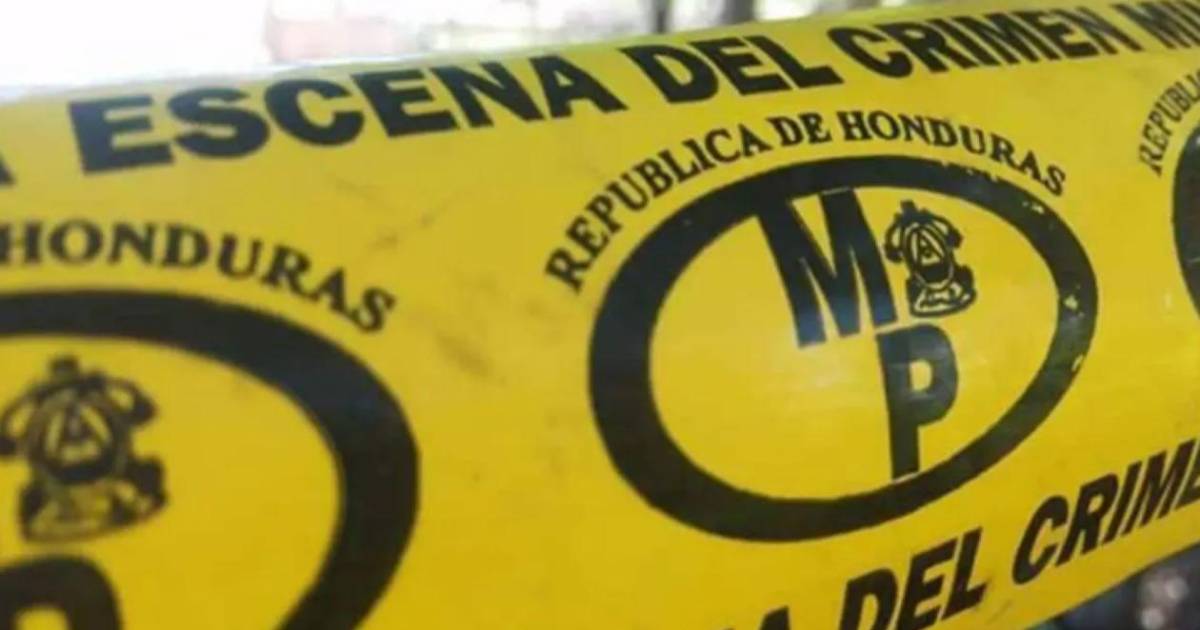 ESCENA DEL CRIMEN
HONDURAS
REPUBLICA DE HONDURAS
M
P
DEL CRIMEN